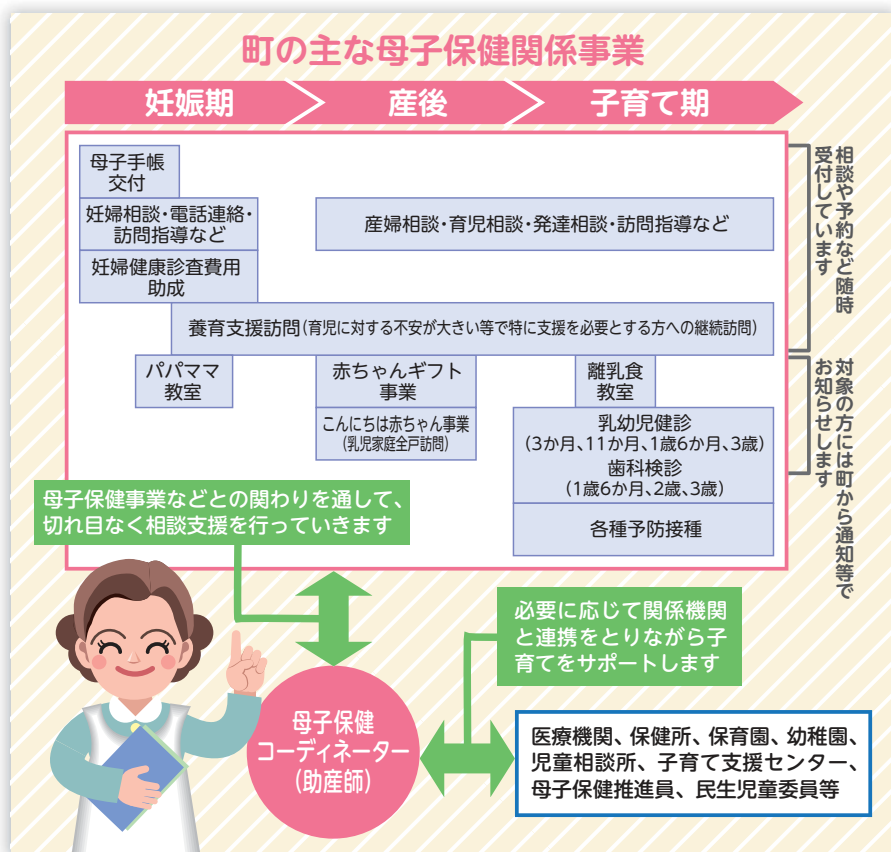 町の主な母子保健関係事業
妊娠期
産後
子育て期
母子手帳
交付
妊婦相談・電話連絡・
訪問指導など
産婦相談・育児相談・発達相談・訪問指導など
妊婦健康診査費用
助成
養育支援訪問(育児に対する不安が大きい等で特に支援を必要とする方への継続訪問)
パパママ
教室
赤ちゃんギフト
事業
離乳食
教室
こんにちは赤ちゃん事業
(乳児家庭全戸訪問)
乳幼児健診
(3か月、11か月、1歳6か月、3歳)
歯科検診
(1歳6か月、2歳、3歳)
各種予防接種
相談や予約など随時
受付しています
対象の方には町から通知等で
お知らせします
母子保健事業などとの関わりを通して、
切れ目なく相談支援を行っていきます
必要に応じて関係機関
と連携をとりながら子
育てをサポートします
母子保健
コーディネーター
(助産師)
医療機関、保健所、保育園、幼稚園、
児童相談所、子育て支援センター、
母子保健推進員、民生児童委員等